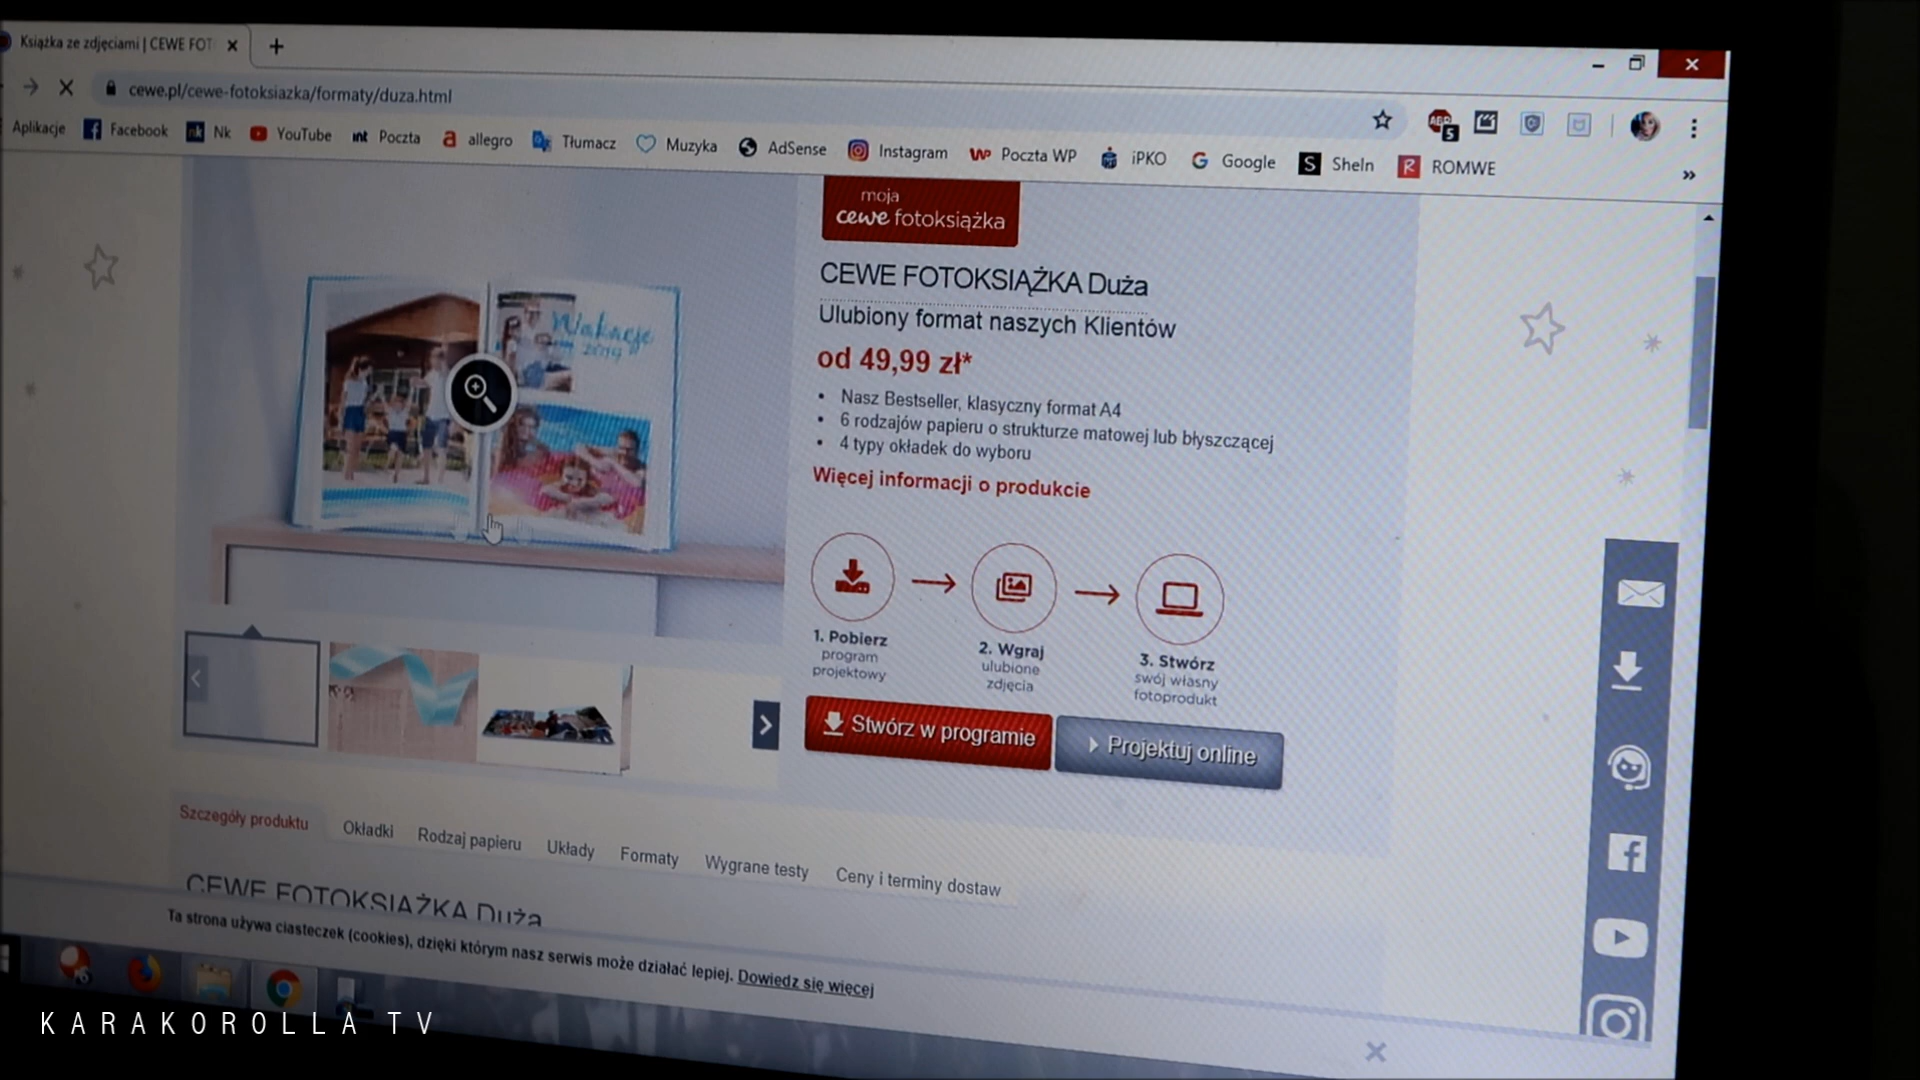 Książka ze zdjęciami | CEWE FOT
cewe.pl/cewe-fotoksiazka/formaty/duza.html
ABP 5
Aplikacje Facebook Nk YouTube int Poczta allegro Tłumacz Muzyka AdSense Instagram Poczta WP iPKO Google SheIn ROMWE
moja
cewe fotoksiążka
CEWE FOTOKSIĄŻKA Duża
Ulubiony format naszych Klientów
od 49,99 zł*
• Nasz Bestseller, klasyczny format A4
• 6 rodzajów papieru o strukturze matowej lub błyszczącej
• 4 typy okładek do wyboru
Więcej informacji o produkcie
Wakacje
2019
1. Pobierz
program
projektowy
2. Wgraj
ulubione
zdjęcia
3. Stwórz
swój własny
fotoprodukt
Stwórz w programie
Projektuj online
Szczegóły produktu Okładki Rodzaj papieru Układy Formaty Wygrane testy Ceny i terminy dostaw
CEWE FOTOKSIĄŻKA Duża
Ta strona używa ciasteczek (cookies), dzięki którym nasz serwis może działać lepiej. Dowiedz się więcej
KARAKOROLLA TV